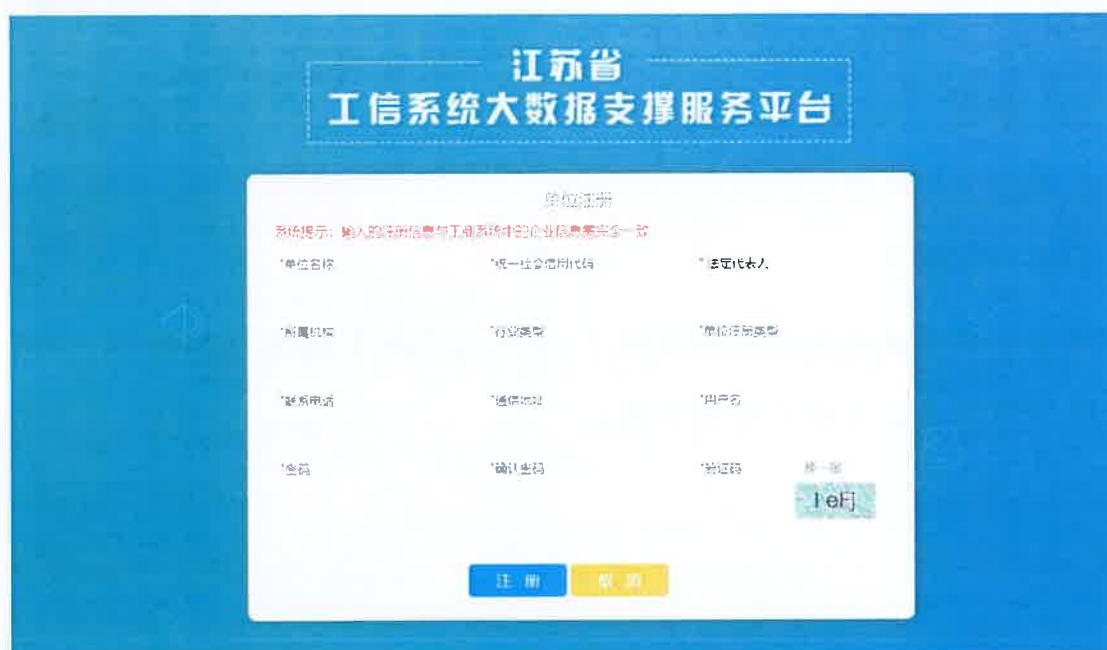 江苏省
工信系统大数据支撑服务平台
单位注册
系统提示：输入的注册信息与工商系统中的企业信息需完全一致
*单位名称 *统一社会信用代码 *法定代表人
*所属机构 *行业类型 *单位注册类型
*联系电话 *通信地址 *用户名
*密码 *确认密码 *验证码 换一张
注 册 取 消